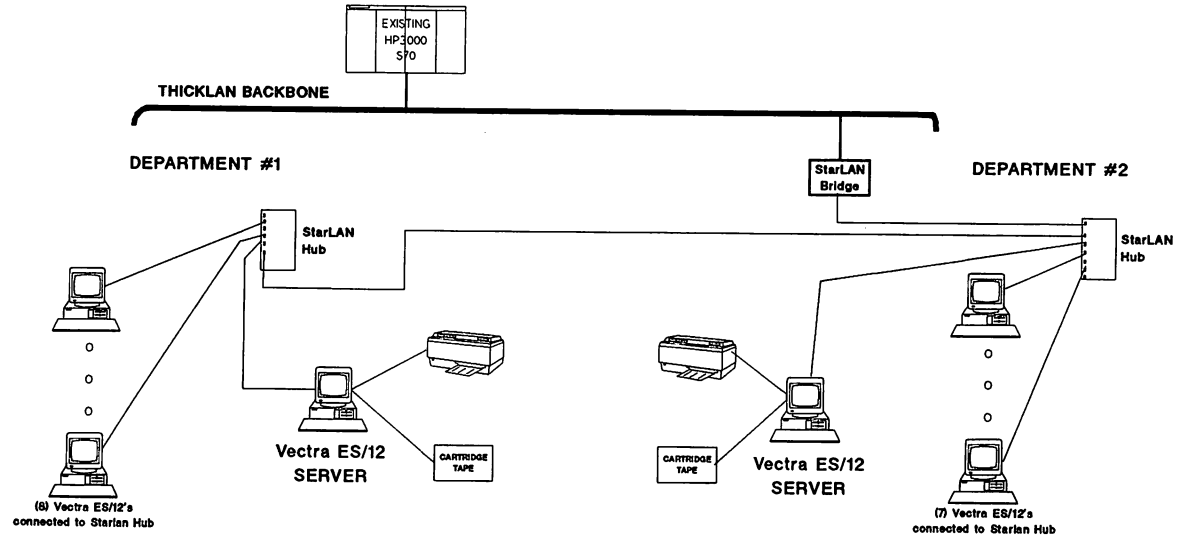 EXISTING
HP3000
S70
THICKLAN BACKBONE
DEPARTMENT #1
StarLAN
Bridge
DEPARTMENT #2
StarLAN
Hub
StarLAN
Hub
Vectra ES/12
SERVER
CARTRIDGE
TAPE
CARTRIDGE
TAPE
Vectra ES/12
SERVER
(8) Vectra ES/12's
connected to Starlan Hub
(7) Vectra ES/12's
connected to Starlan Hub